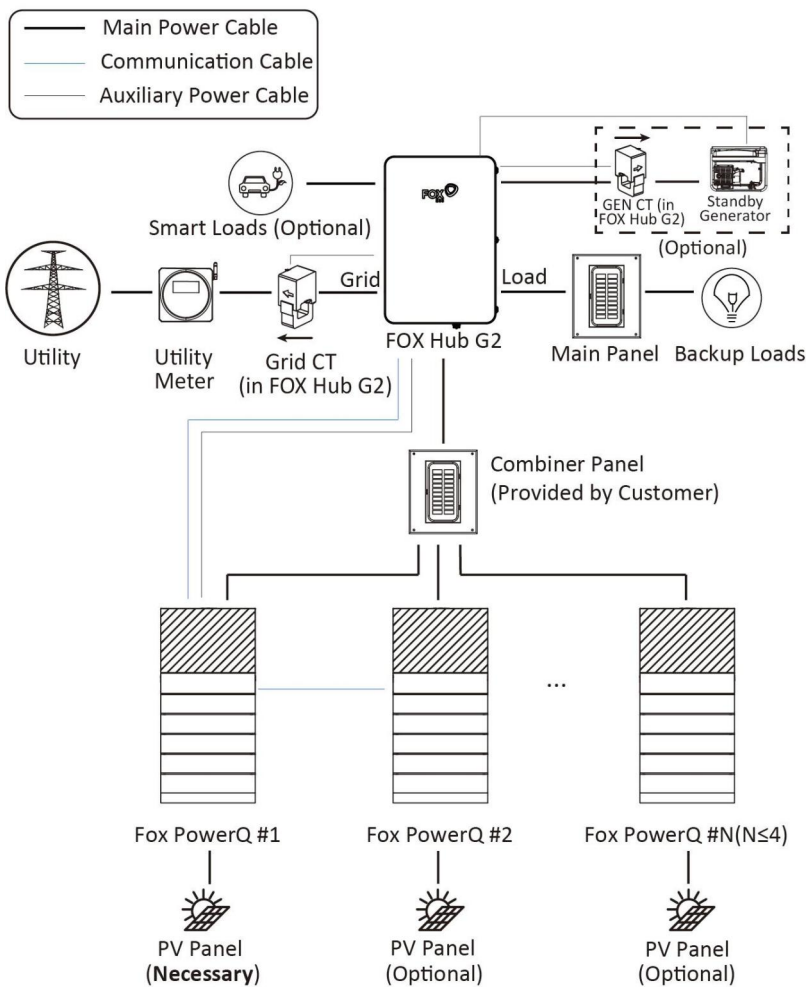 Main Power Cable
Communication Cable
Auxiliary Power Cable
Smart Loads (Optional)
FOX
GEN CT (in
FOX Hub G2)
Standby
Generator
(Optional)
Grid
Load
Utility
Utility
Meter
Grid CT
(in FOX Hub G2)
FOX Hub G2
Main Panel
Backup Loads
Combiner Panel
(Provided by Customer)
...
Fox PowerQ #1
Fox PowerQ #2
Fox PowerQ #N(N≤4)
PV Panel
(Necessary)
PV Panel
(Optional)
PV Panel
(Optional)